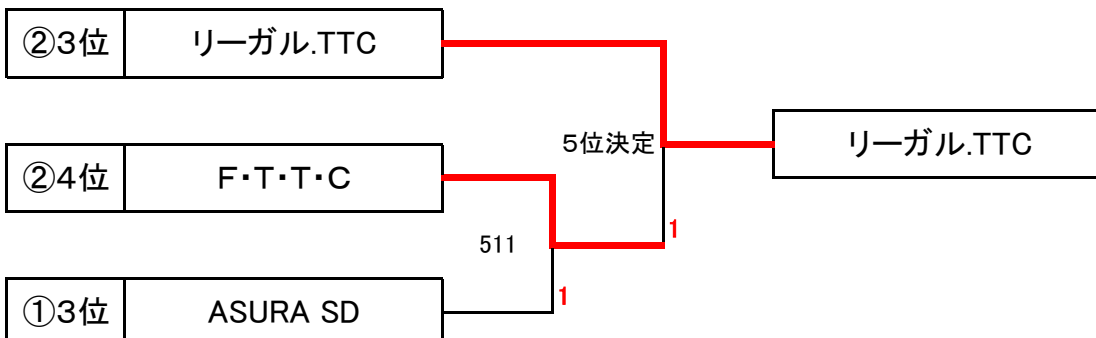 ②3位 リーガル.TTC
5位決定 リーガル.TTC
②4位 F・T・T・C
1
511
1
①3位 ASURA SD